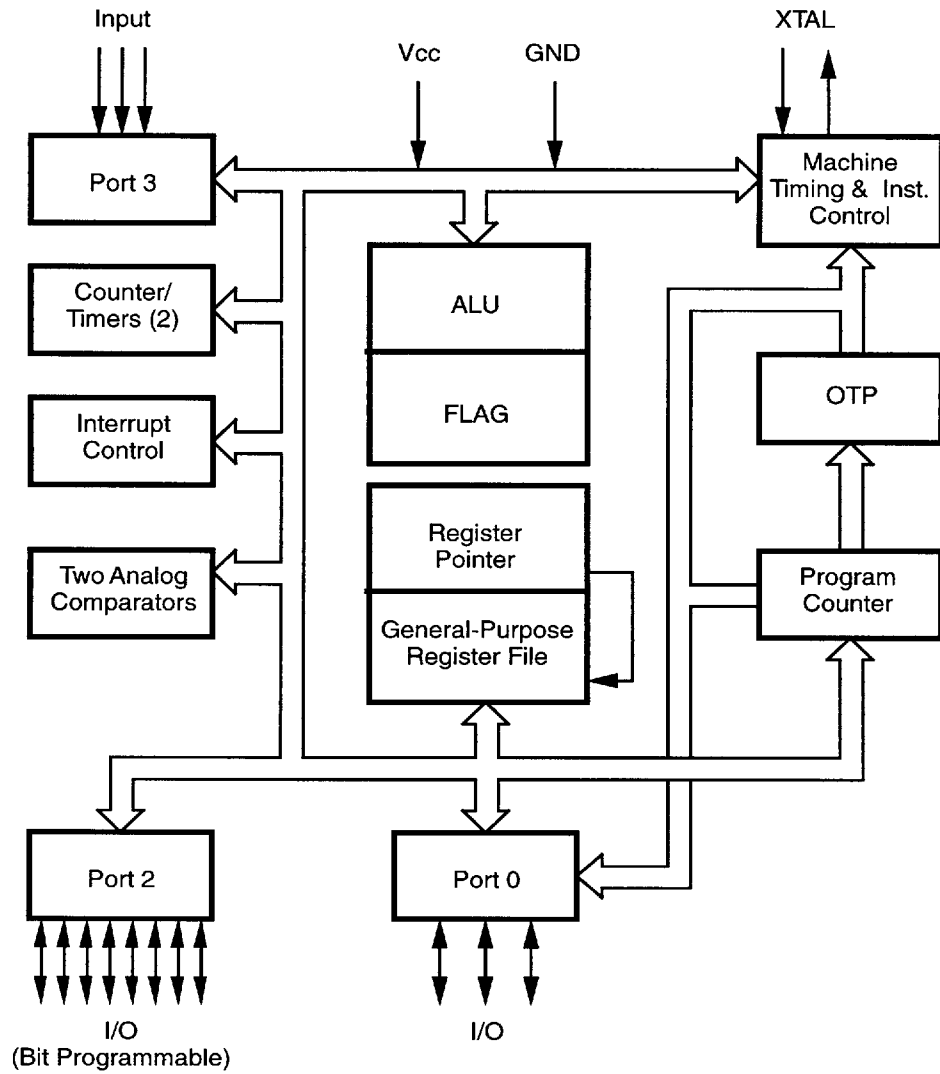 Input
Vcc
GND
XTAL
Port 3
Machine
Timing & Inst.
Control
Counter/
Timers (2)
ALU
FLAG
OTP
Interrupt
Control
Register
Pointer
Two Analog
Comparators
General-Purpose
Register File
Program
Counter
Port 2
Port 0
I/O
(Bit Programmable)
I/O